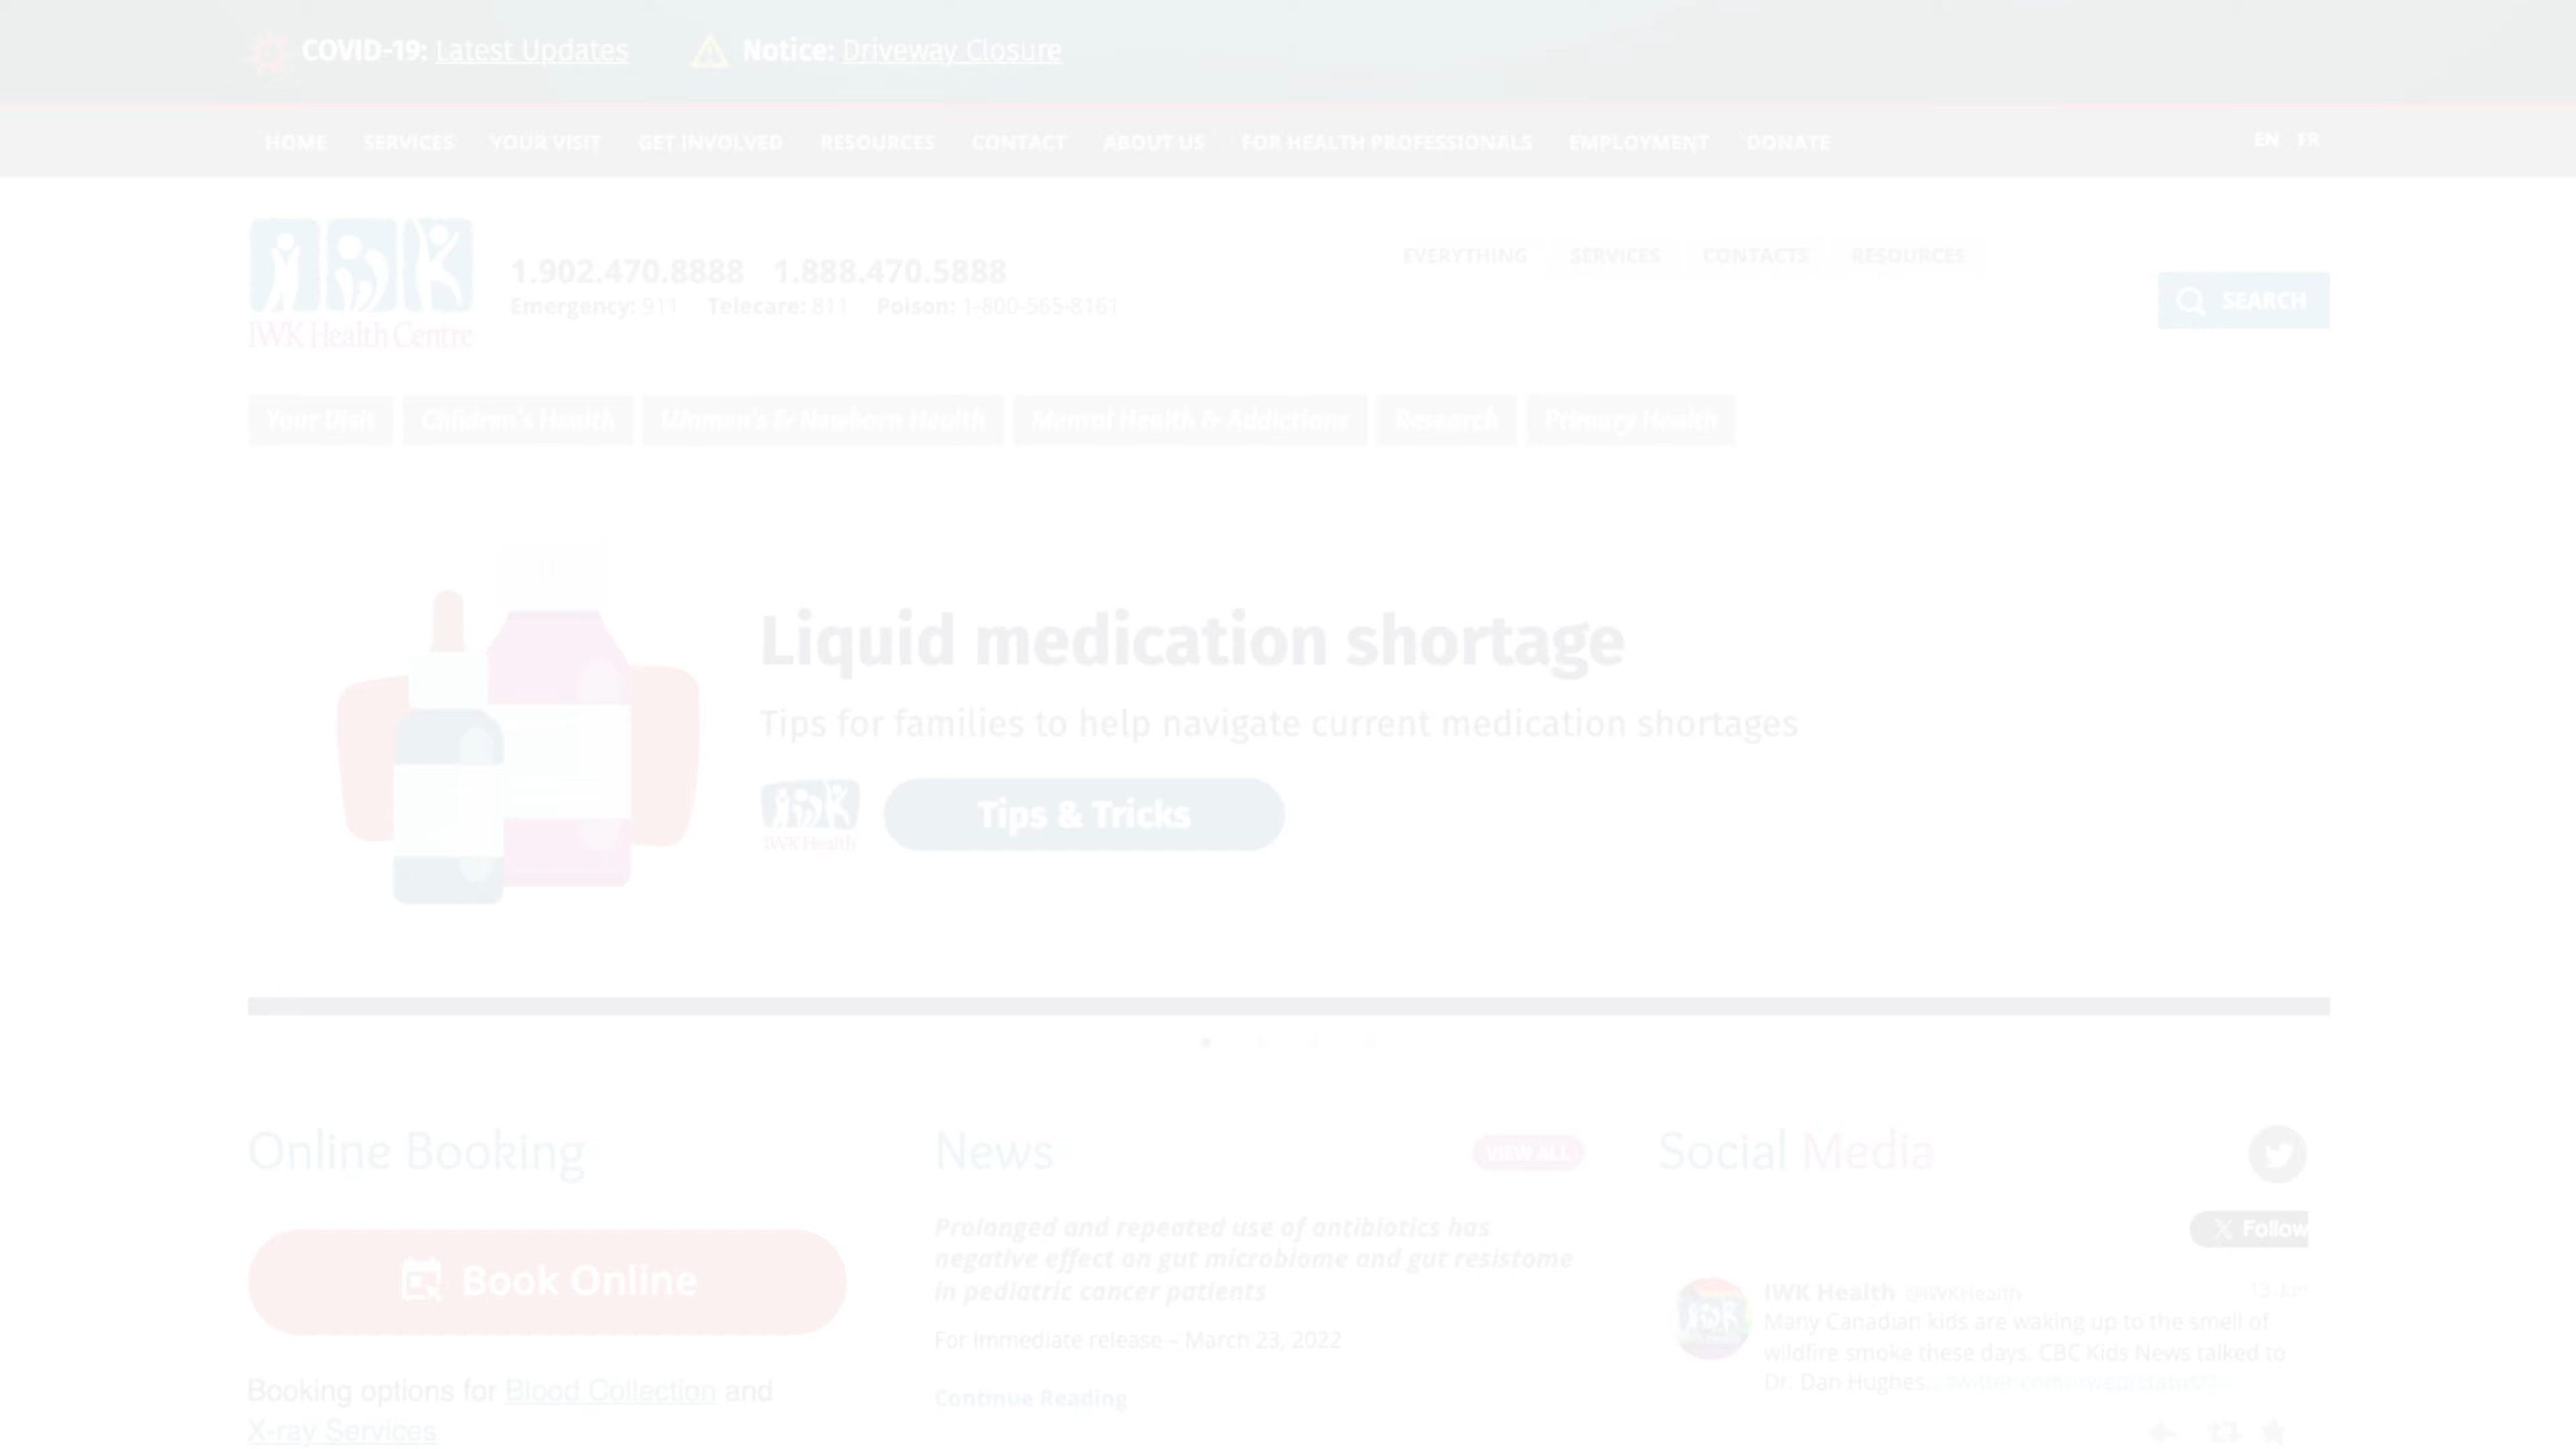 COVID-19: Latest Updates
Notice: Driveway Closure
HOME SERVICES YOUR VISIT GET INVOLVED RESOURCES CONTACT ABOUT US FOR HEALTH PROFESSIONALS EMPLOYMENT DONATE
EN FR
IWK Health Centre
1.902.470.8888 1.888.470.5888
Emergency: 911 Telecare: 811 Poison: 1-800-565-8161
EVERYTHING SERVICES CONTACTS RESOURCES
SEARCH
Your Visit Children's Health Women's & Newborn Health Mental Health & Addictions Research Primary Health
Liquid medication shortage
Tips for families to help navigate current medication shortages
IWK Health
Tips & Tricks
Online Booking
Book Online
Booking options for Blood Collection and
X-ray Services
News
VIEW ALL
Prolonged and repeated use of antibiotics has
negative effect on gut microbiome and gut resistome
in pediatric cancer patients
For immediate release – March 23, 2022
Continue Reading
Social Media
X Follow
IWK Health @IWKHealth
13 Jun
Many Canadian kids are waking up to the smell of
wildfire smoke these days. CBC Kids News talked to
Dr. Dan Hughes...